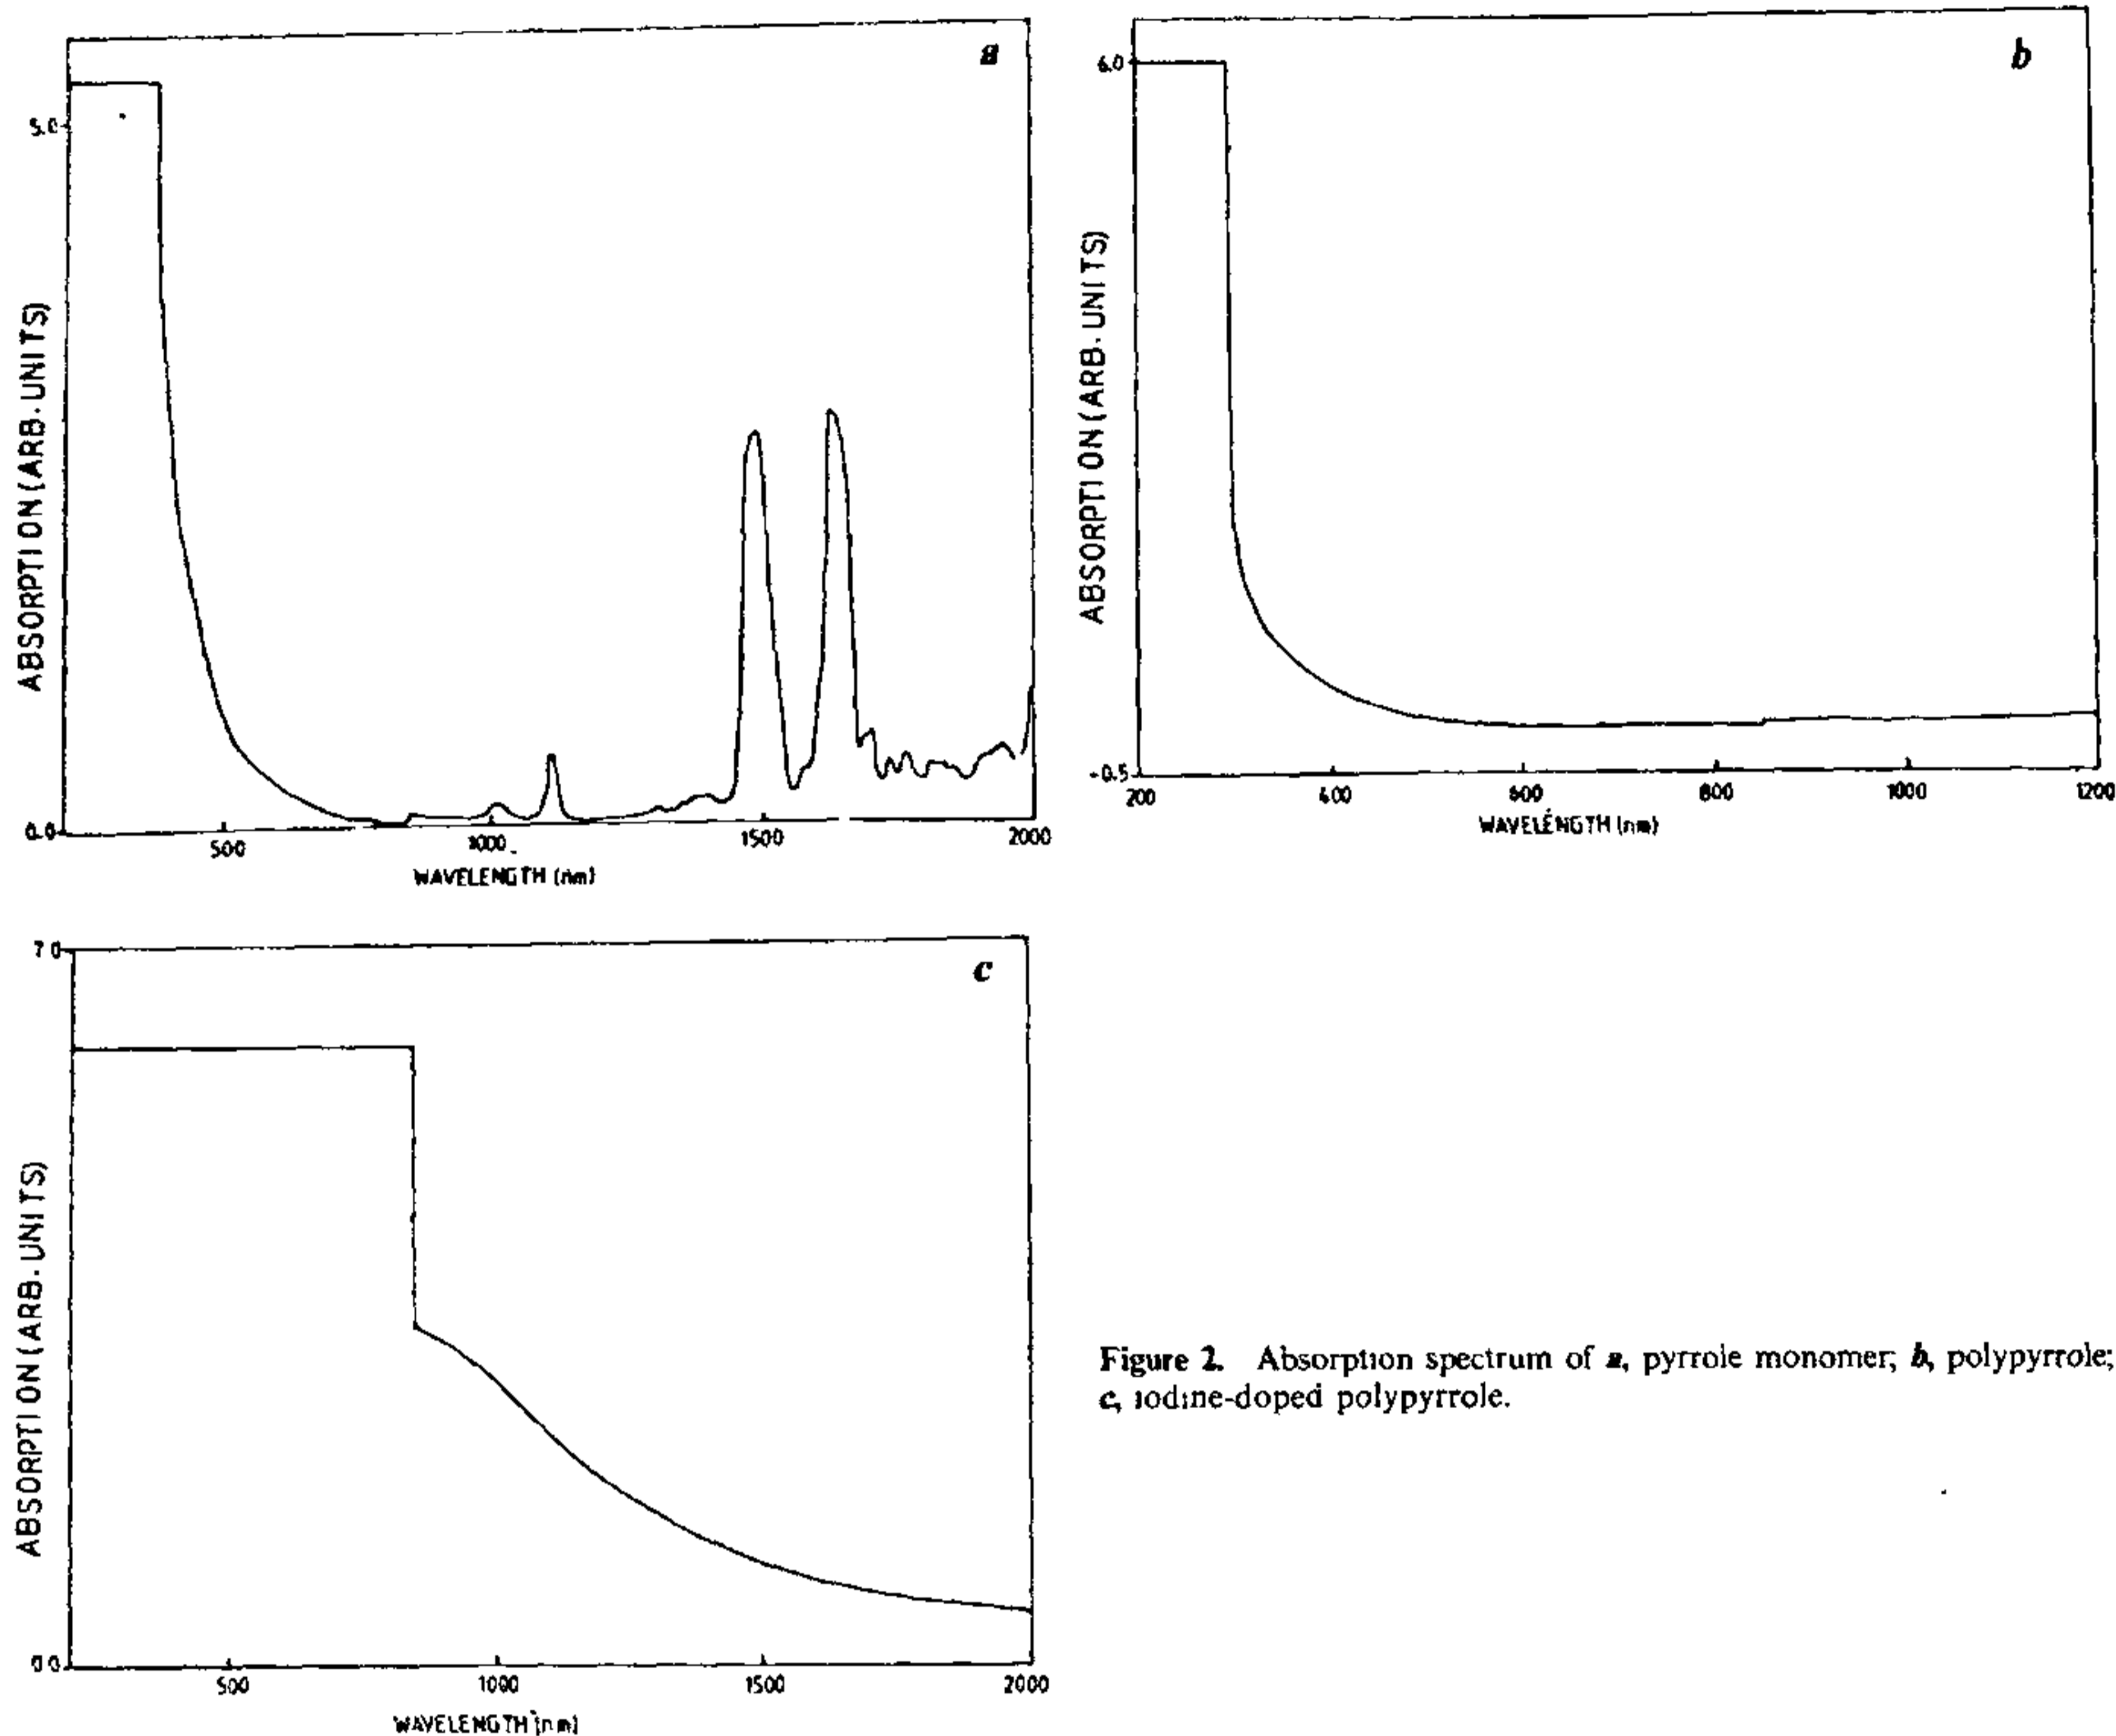 a
5.0
ABSORPTION (ARB. UNITS)
0.0
500
1000
1500
2000
WAVELENGTH (nm)
b
6.0
ABSORPTION (ARB. UNITS)
-0.5
200
400
600
800
1000
1200
WAVELENGTH (nm)
c
7.0
ABSORPTION (ARB. UNITS)
0.0
500
1000
1500
2000
WAVELENGTH (nm)
Figure 2. Absorption spectrum of a, pyrrole monomer; b, polypyrrole;
c, iodine-doped polypyrrole.